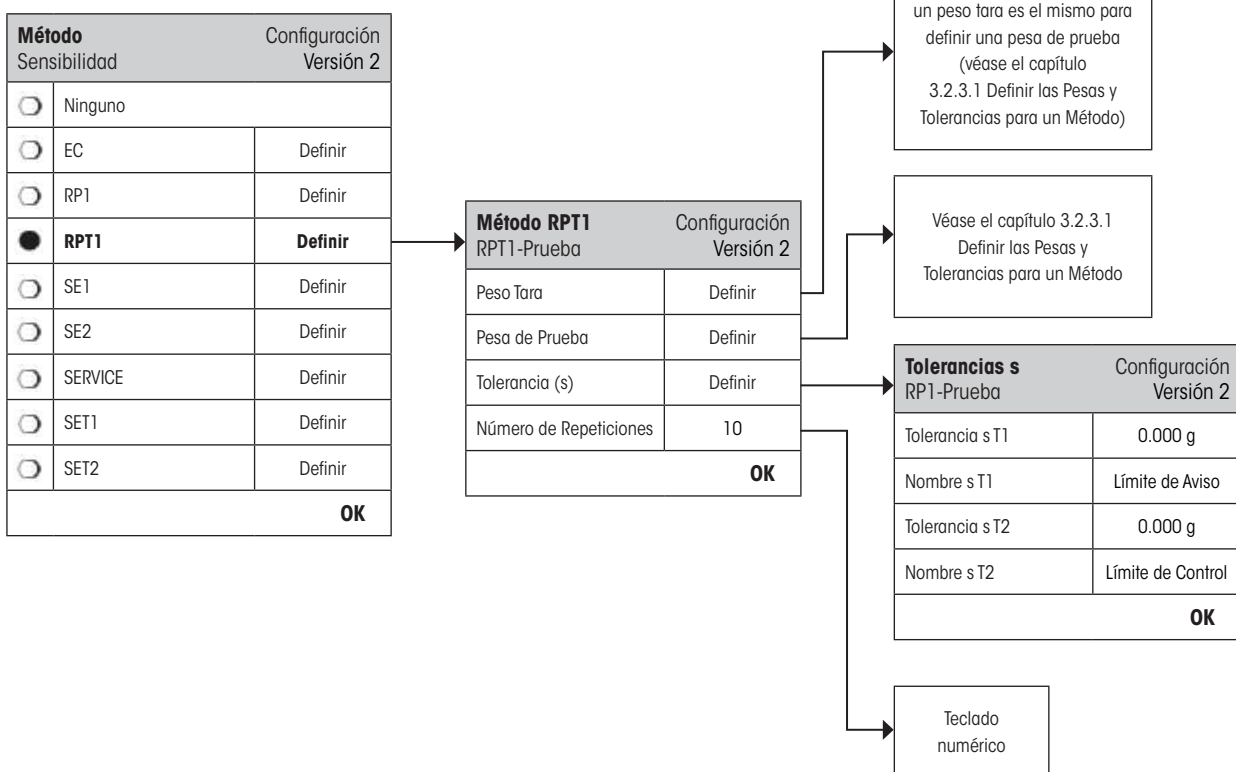 Método Configuración
Sensibilidad Versión 2
Ninguno
EC Definir
RP1 Definir
RPT1 Definir
SE1 Definir
SE2 Definir
SERVICE Definir
SET1 Definir
SET2 Definir
OK
Método RPT1 Configuración
RPT1-Prueba Versión 2
Peso Tara Definir
Pesa de Prueba Definir
Tolerancia (s) Definir
Número de Repeticiones 10
OK
un peso tara es el mismo para
definir una pesa de prueba
(véase el capítulo
3.2.3.1 Definir las Pesas y
Tolerancias para un Método)
Véase el capítulo 3.2.3.1
Definir las Pesas y
Tolerancias para un Método
Tolerancias s Configuración
RP1-Prueba Versión 2
Tolerancia s T1 0.000 g
Nombre s T1 Límite de Aviso
Tolerancia s T2 0.000 g
Nombre s T2 Límite de Control
OK
Teclado
numérico